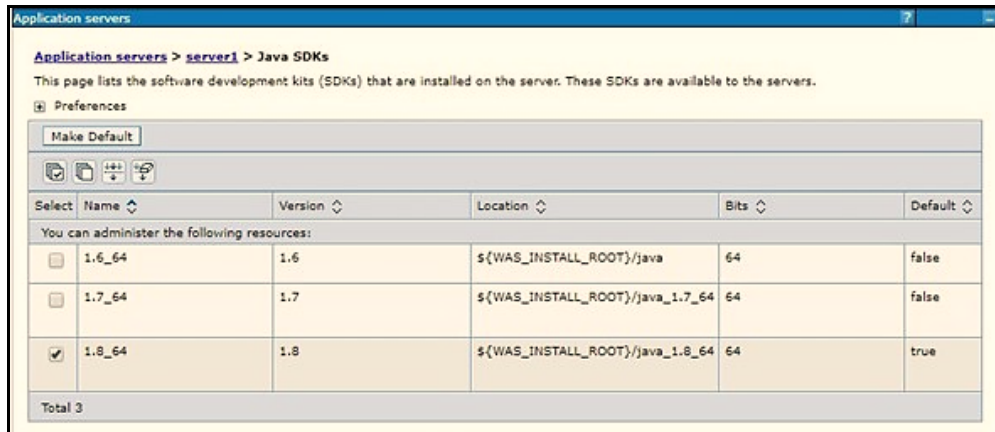 Application servers ? -
Application servers > server1 > Java SDKs
This page lists the software development kits (SDKs) that are installed on the server. These SDKs are available to the servers.
+ Preferences
Make Default
Select Name Version Location Bits Default
You can administer the following resources:
1.6_64 1.6 ${WAS_INSTALL_ROOT}/java 64 false
1.7_64 1.7 ${WAS_INSTALL_ROOT}/java_1.7_64 64 false
1.8_64 1.8 ${WAS_INSTALL_ROOT}/java_1.8_64 64 true
Total 3